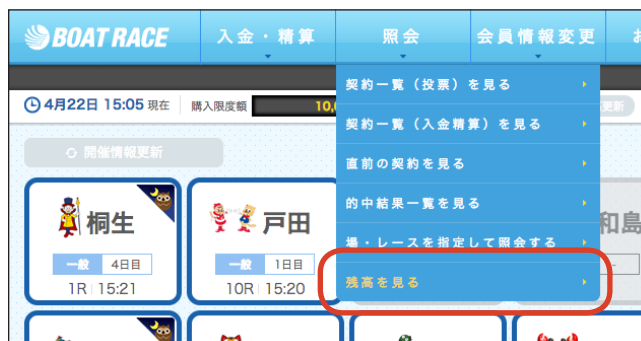 BOAT RACE
入金・精算
照会
会員情報変更
お
4月22日 15:05 現在
購入限度額
10,0
更新
開催情報更新
契約一覧（投票）を見る
契約一覧（入金精算）を見る
直前の契約を見る
的中結果一覧を見る
場・レースを指定して照会する
残高を見る
桐生
一般 4日目
1R 15:21
戸田
一般 1日目
10R 15:20
和島